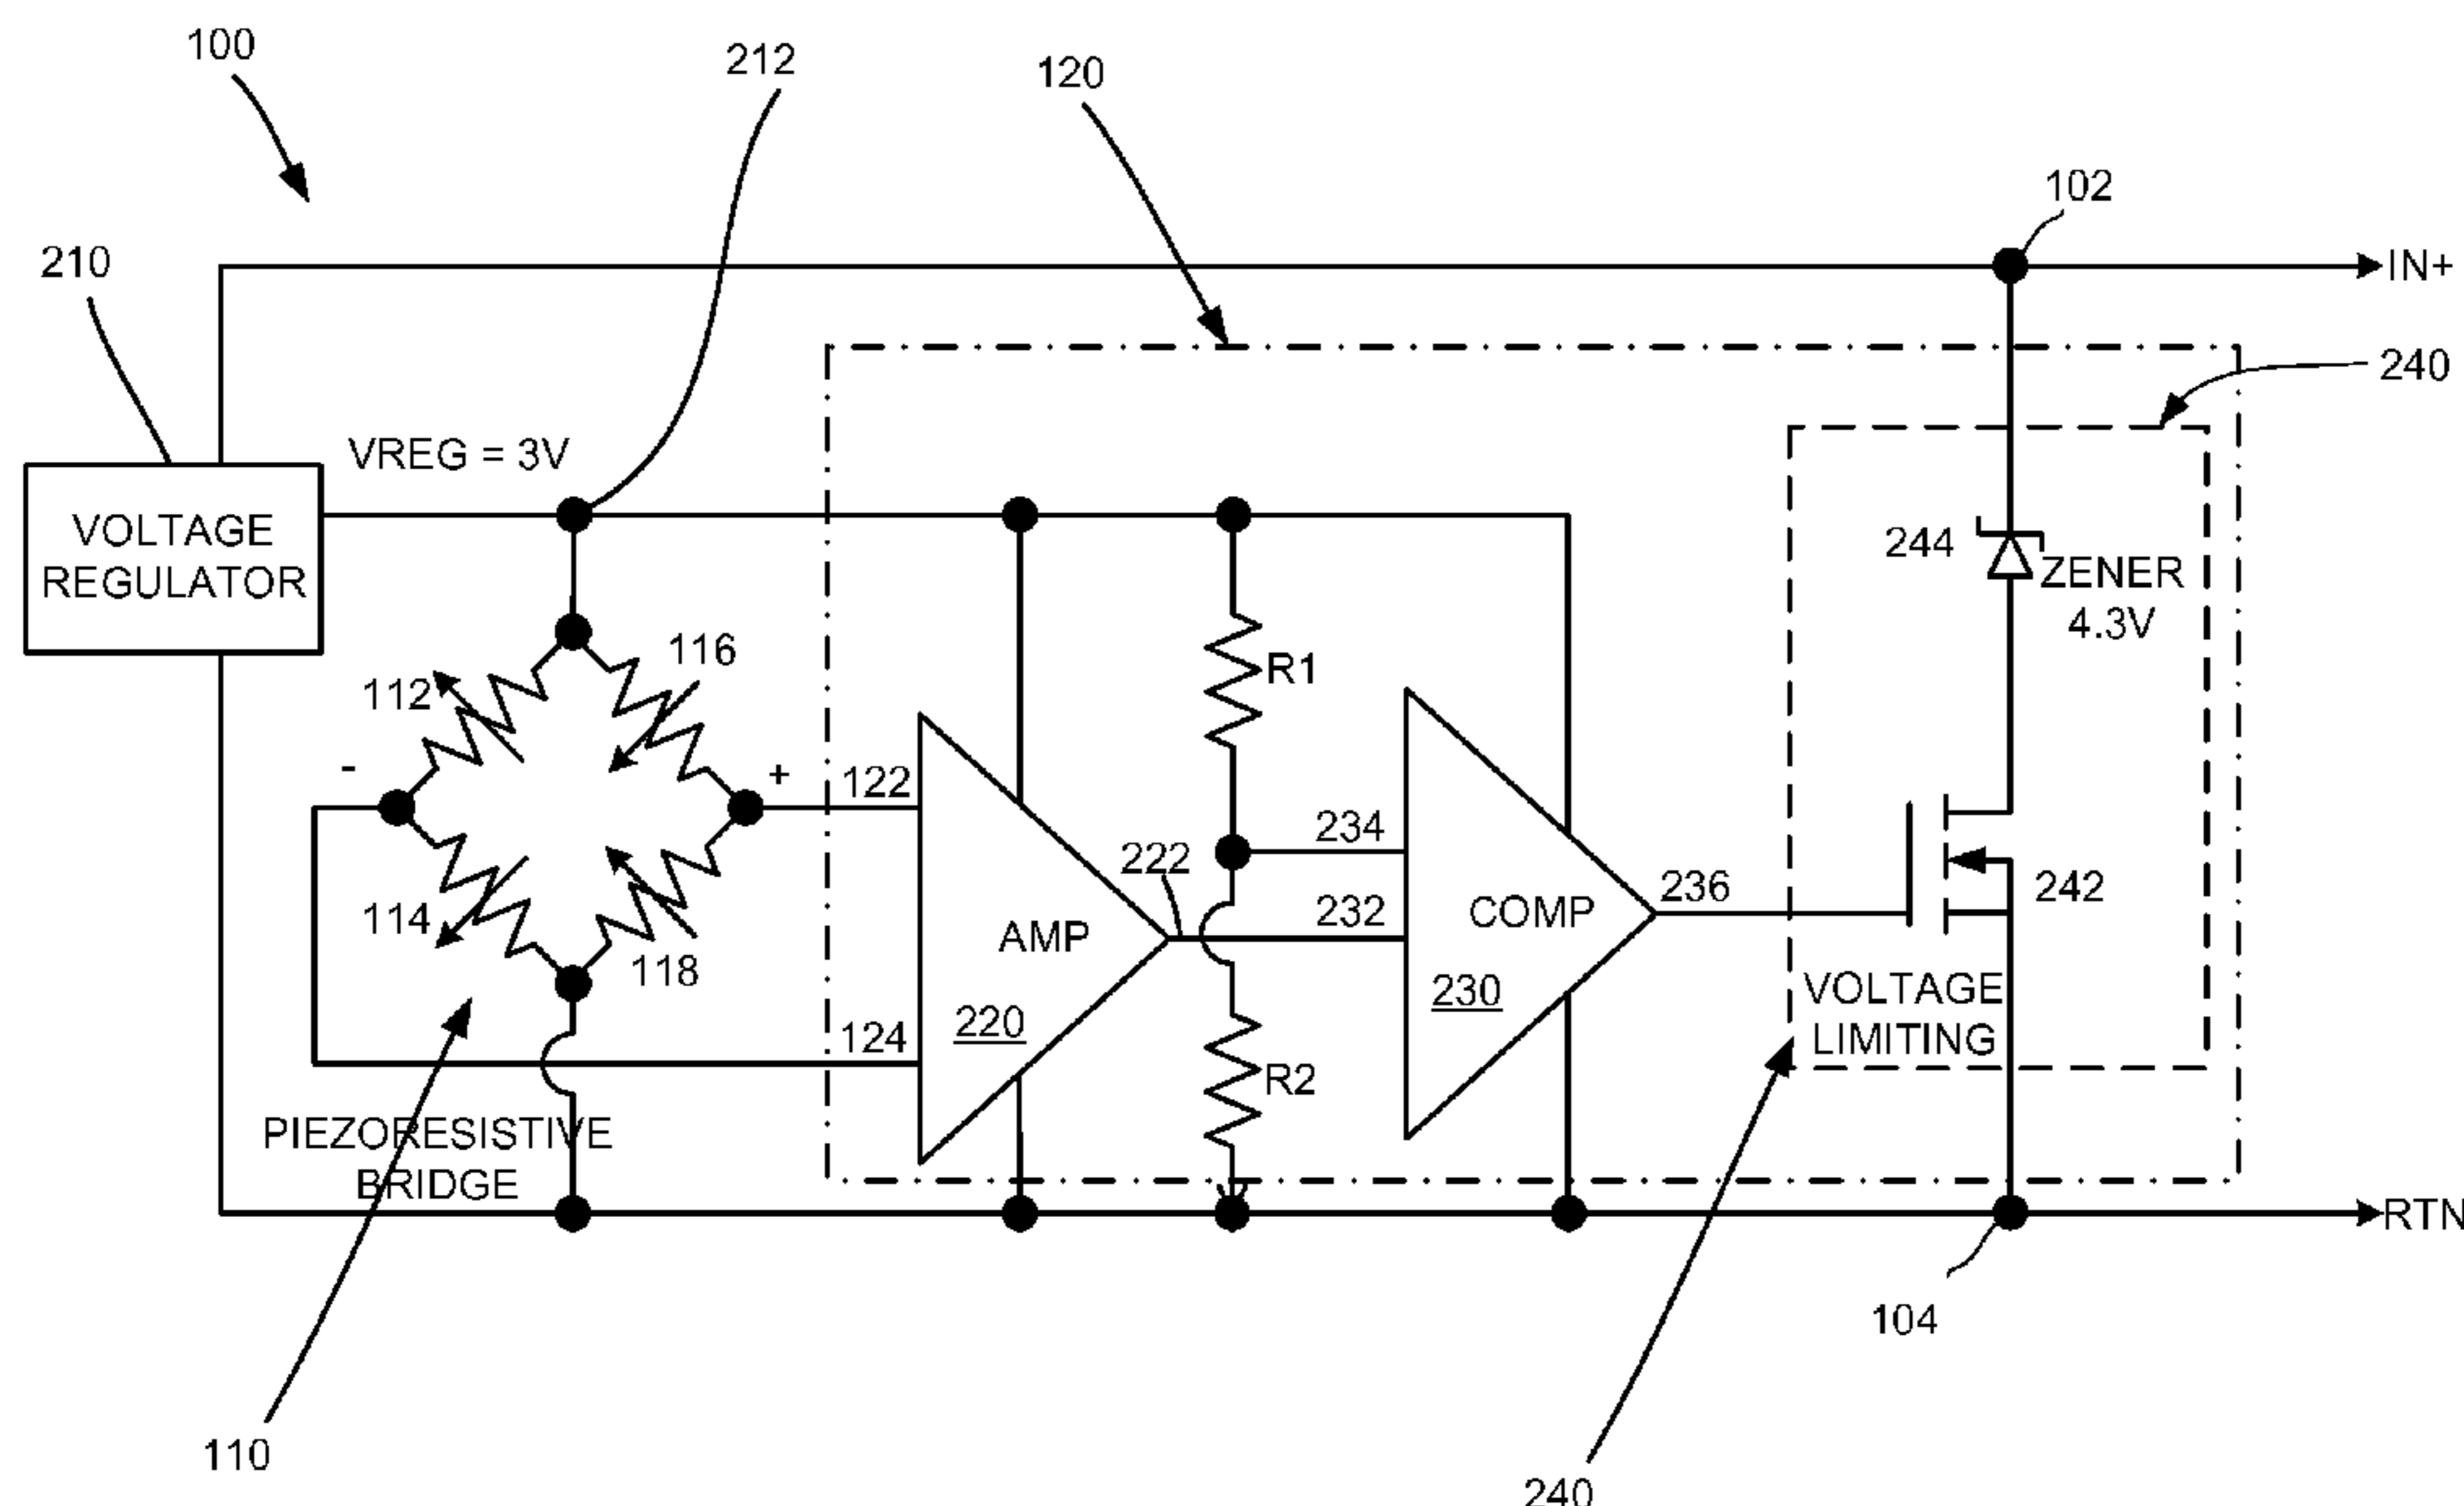 100
212
120
102
IN+
210
240
VREG = 3V
VOLTAGE
REGULATOR
244
ZENER
4.3V
116
112
R1
-
+
122
234
222
232
236
242
114
AMP
COMP
118
VOLTAGE
LIMITING
230
220
124
R2
PIEZORESISTIVE
BRIDGE
RTN
104
110
240